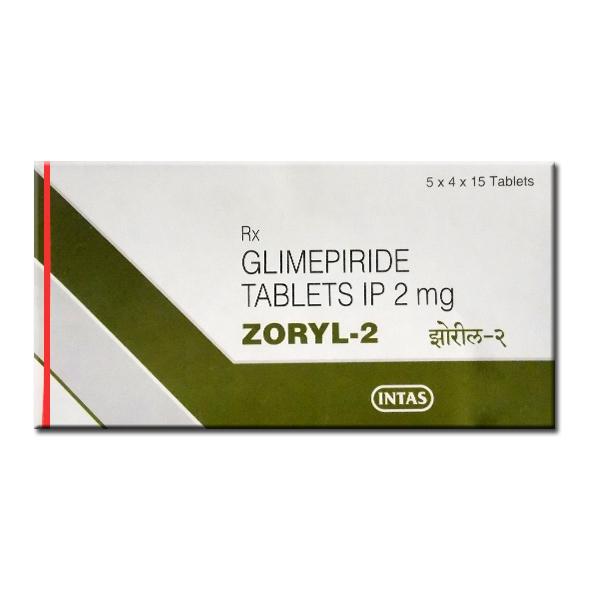 5 x 4 x 15 Tablets
Rx
GLIMEPIRIDE
TABLETS IP 2 mg
ZORYL-2 झोरील-२
INTAS